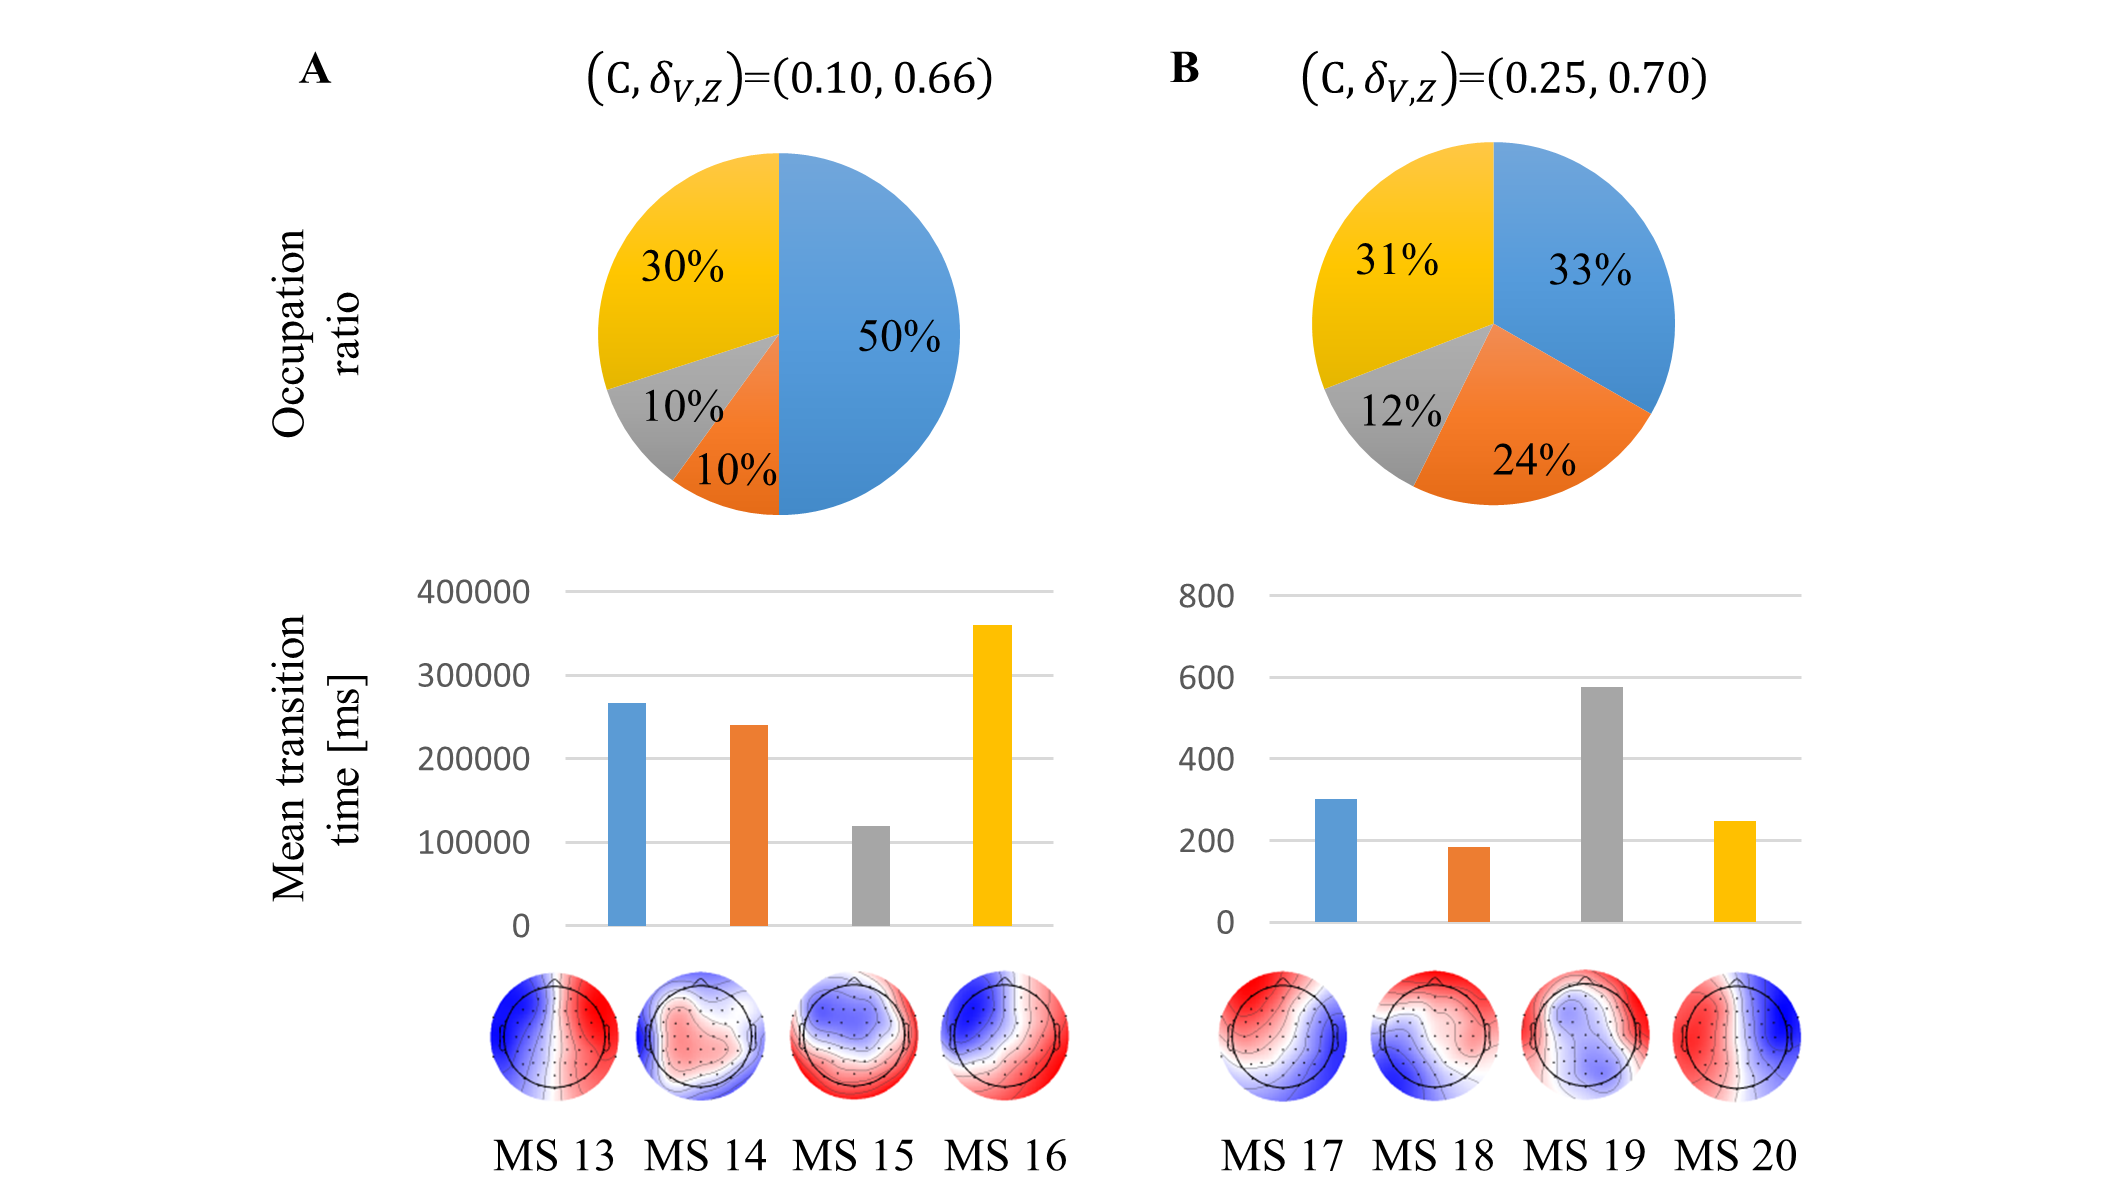 A
(C, δV,Z)=(0.10, 0.66)
B
(C, δV,Z)=(0.25, 0.70)
Occupation
ratio
30%
50%
10%
10%
31%
33%
12%
24%
Mean transition
time [ms]
400000
300000
200000
100000
0
800
600
400
200
0
MS 13 MS 14 MS 15 MS 16
MS 17 MS 18 MS 19 MS 20